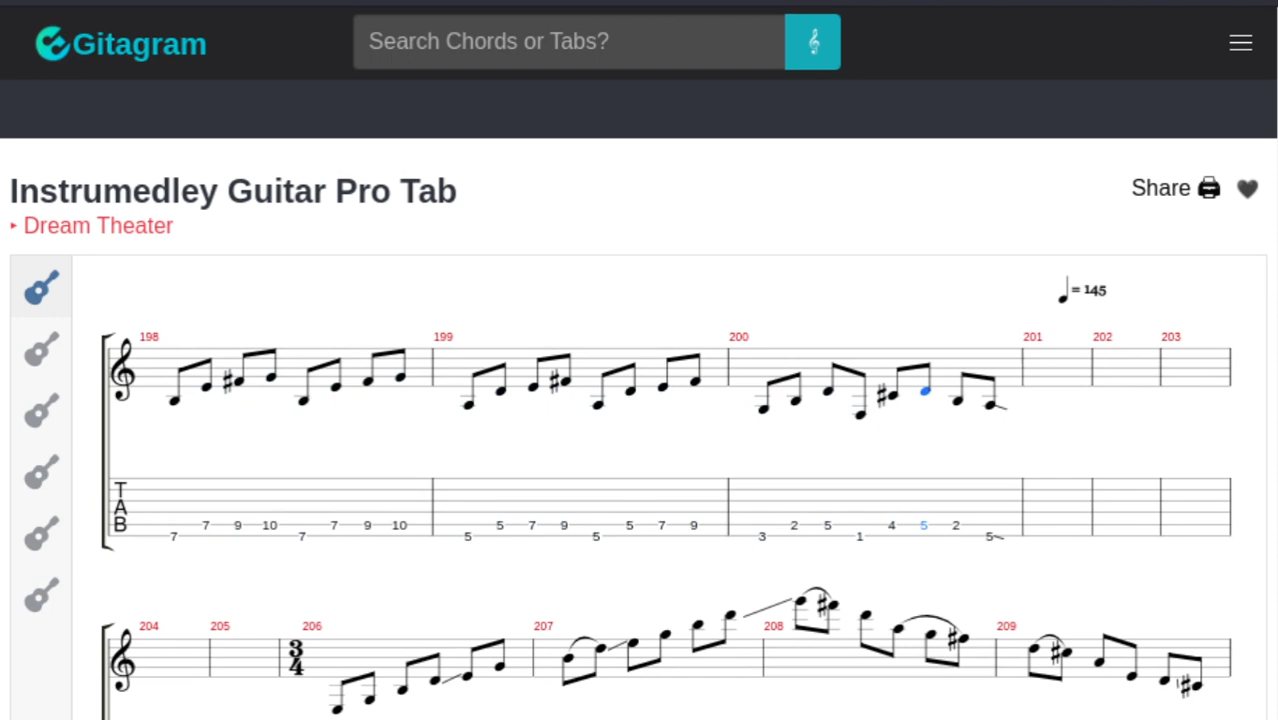 Gitagram
Search Chords or Tabs?
Instrumedley Guitar Pro Tab
Share
‣ Dream Theater
= 145
198 199 200 201 202 203
T
A
B
7 9 10 7 9 10 5 7 9 5 7 9 2 5 4 5 2
7 7 5 5 3 1 5
204 205 206 207 208 209
3
4